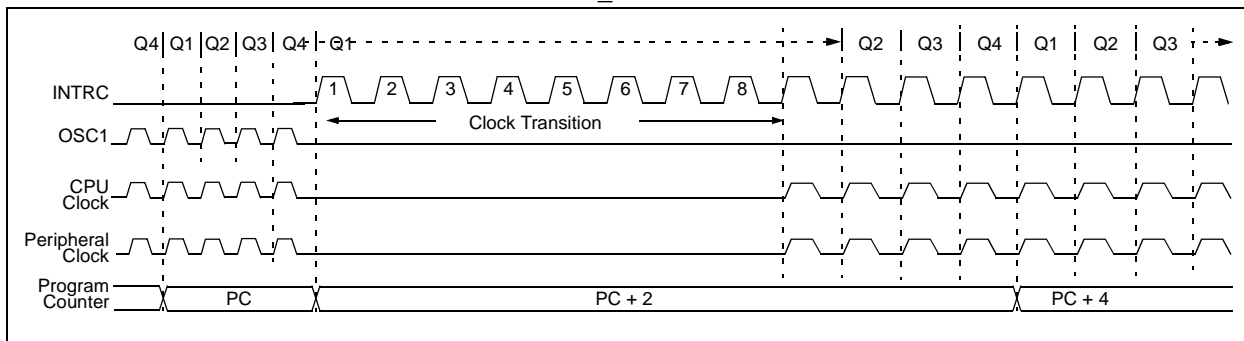 Q4 Q1 Q2 Q3 Q4 Q1 Q2 Q3 Q4 Q1 Q2 Q3
INTRC
1 2 3 4 5 6 7 8
Clock Transition
OSC1
CPU
Clock
Peripheral
Clock
Program
Counter
PC PC + 2 PC + 4